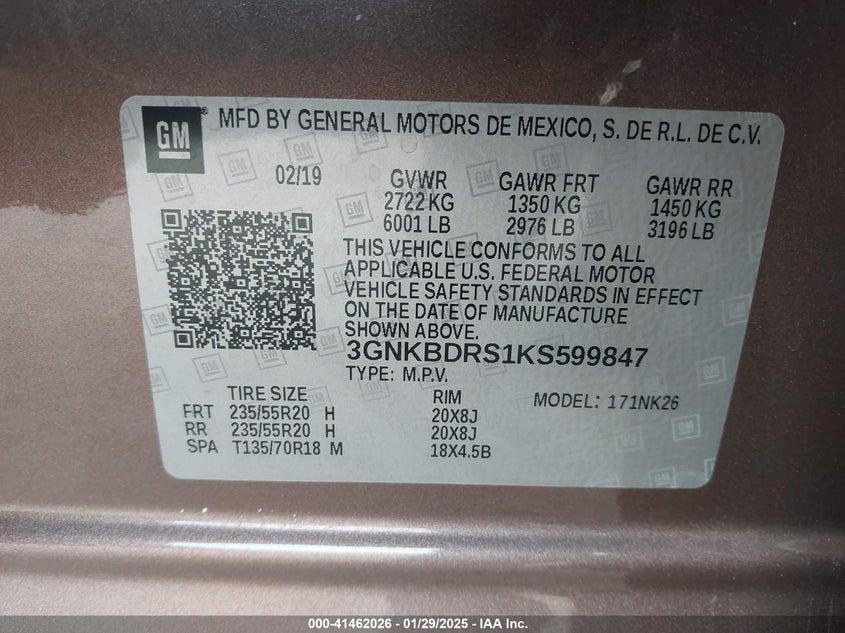 GM
® MFD BY GENERAL MOTORS DE MEXICO, S. DE R.L. DE C.V.
02/19 GVWR GAWR FRT GAWR RR
2722 KG 1350 KG 1450 KG
6001 LB 2976 LB 3196 LB
THIS VEHICLE CONFORMS TO ALL
APPLICABLE U.S. FEDERAL MOTOR
VEHICLE SAFETY STANDARDS IN EFFECT
ON THE DATE OF MANUFACTURE
SHOWN ABOVE.
3GNKBDRS1KS599847
TYPE: M.P.V.
TIRE SIZE RIM MODEL: 171NK26
FRT 235/55R20 H 20X8J
RR 235/55R20 H 20X8J
SPA T135/70R18 M 18X4.5B
000-41462026 - 01/29/2025 - IAA Inc.